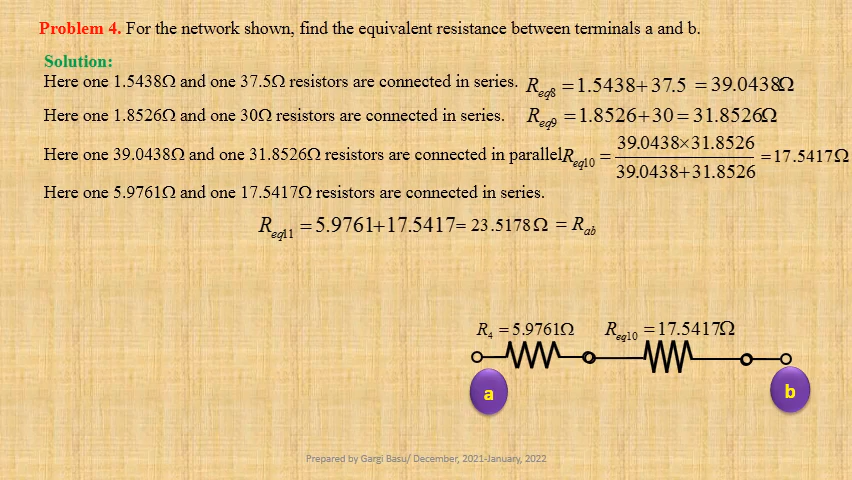 Problem 4. For the network shown, find the equivalent resistance between terminals a and b.
Solution:
Here one 1.5438Ω and one 37.5Ω resistors are connected in series. R_eq8 = 1.5438+37.5 = 39.0438Ω
Here one 1.8526Ω and one 30Ω resistors are connected in series. R_eq9 = 1.8526+30 = 31.8526Ω
Here one 39.0438Ω and one 31.8526Ω resistors are connected in parallel R_eq10 = (39.0438×31.8526)/(39.0438+31.8526) = 17.5417Ω
Here one 5.9761Ω and one 17.5417Ω resistors are connected in series.
R_eq11 = 5.9761+17.5417= 23.5178Ω = R_ab
R_4 = 5.9761Ω R_eq10 = 17.5417Ω
a b
Prepared by Gargi Basu/ December, 2021-January, 2022